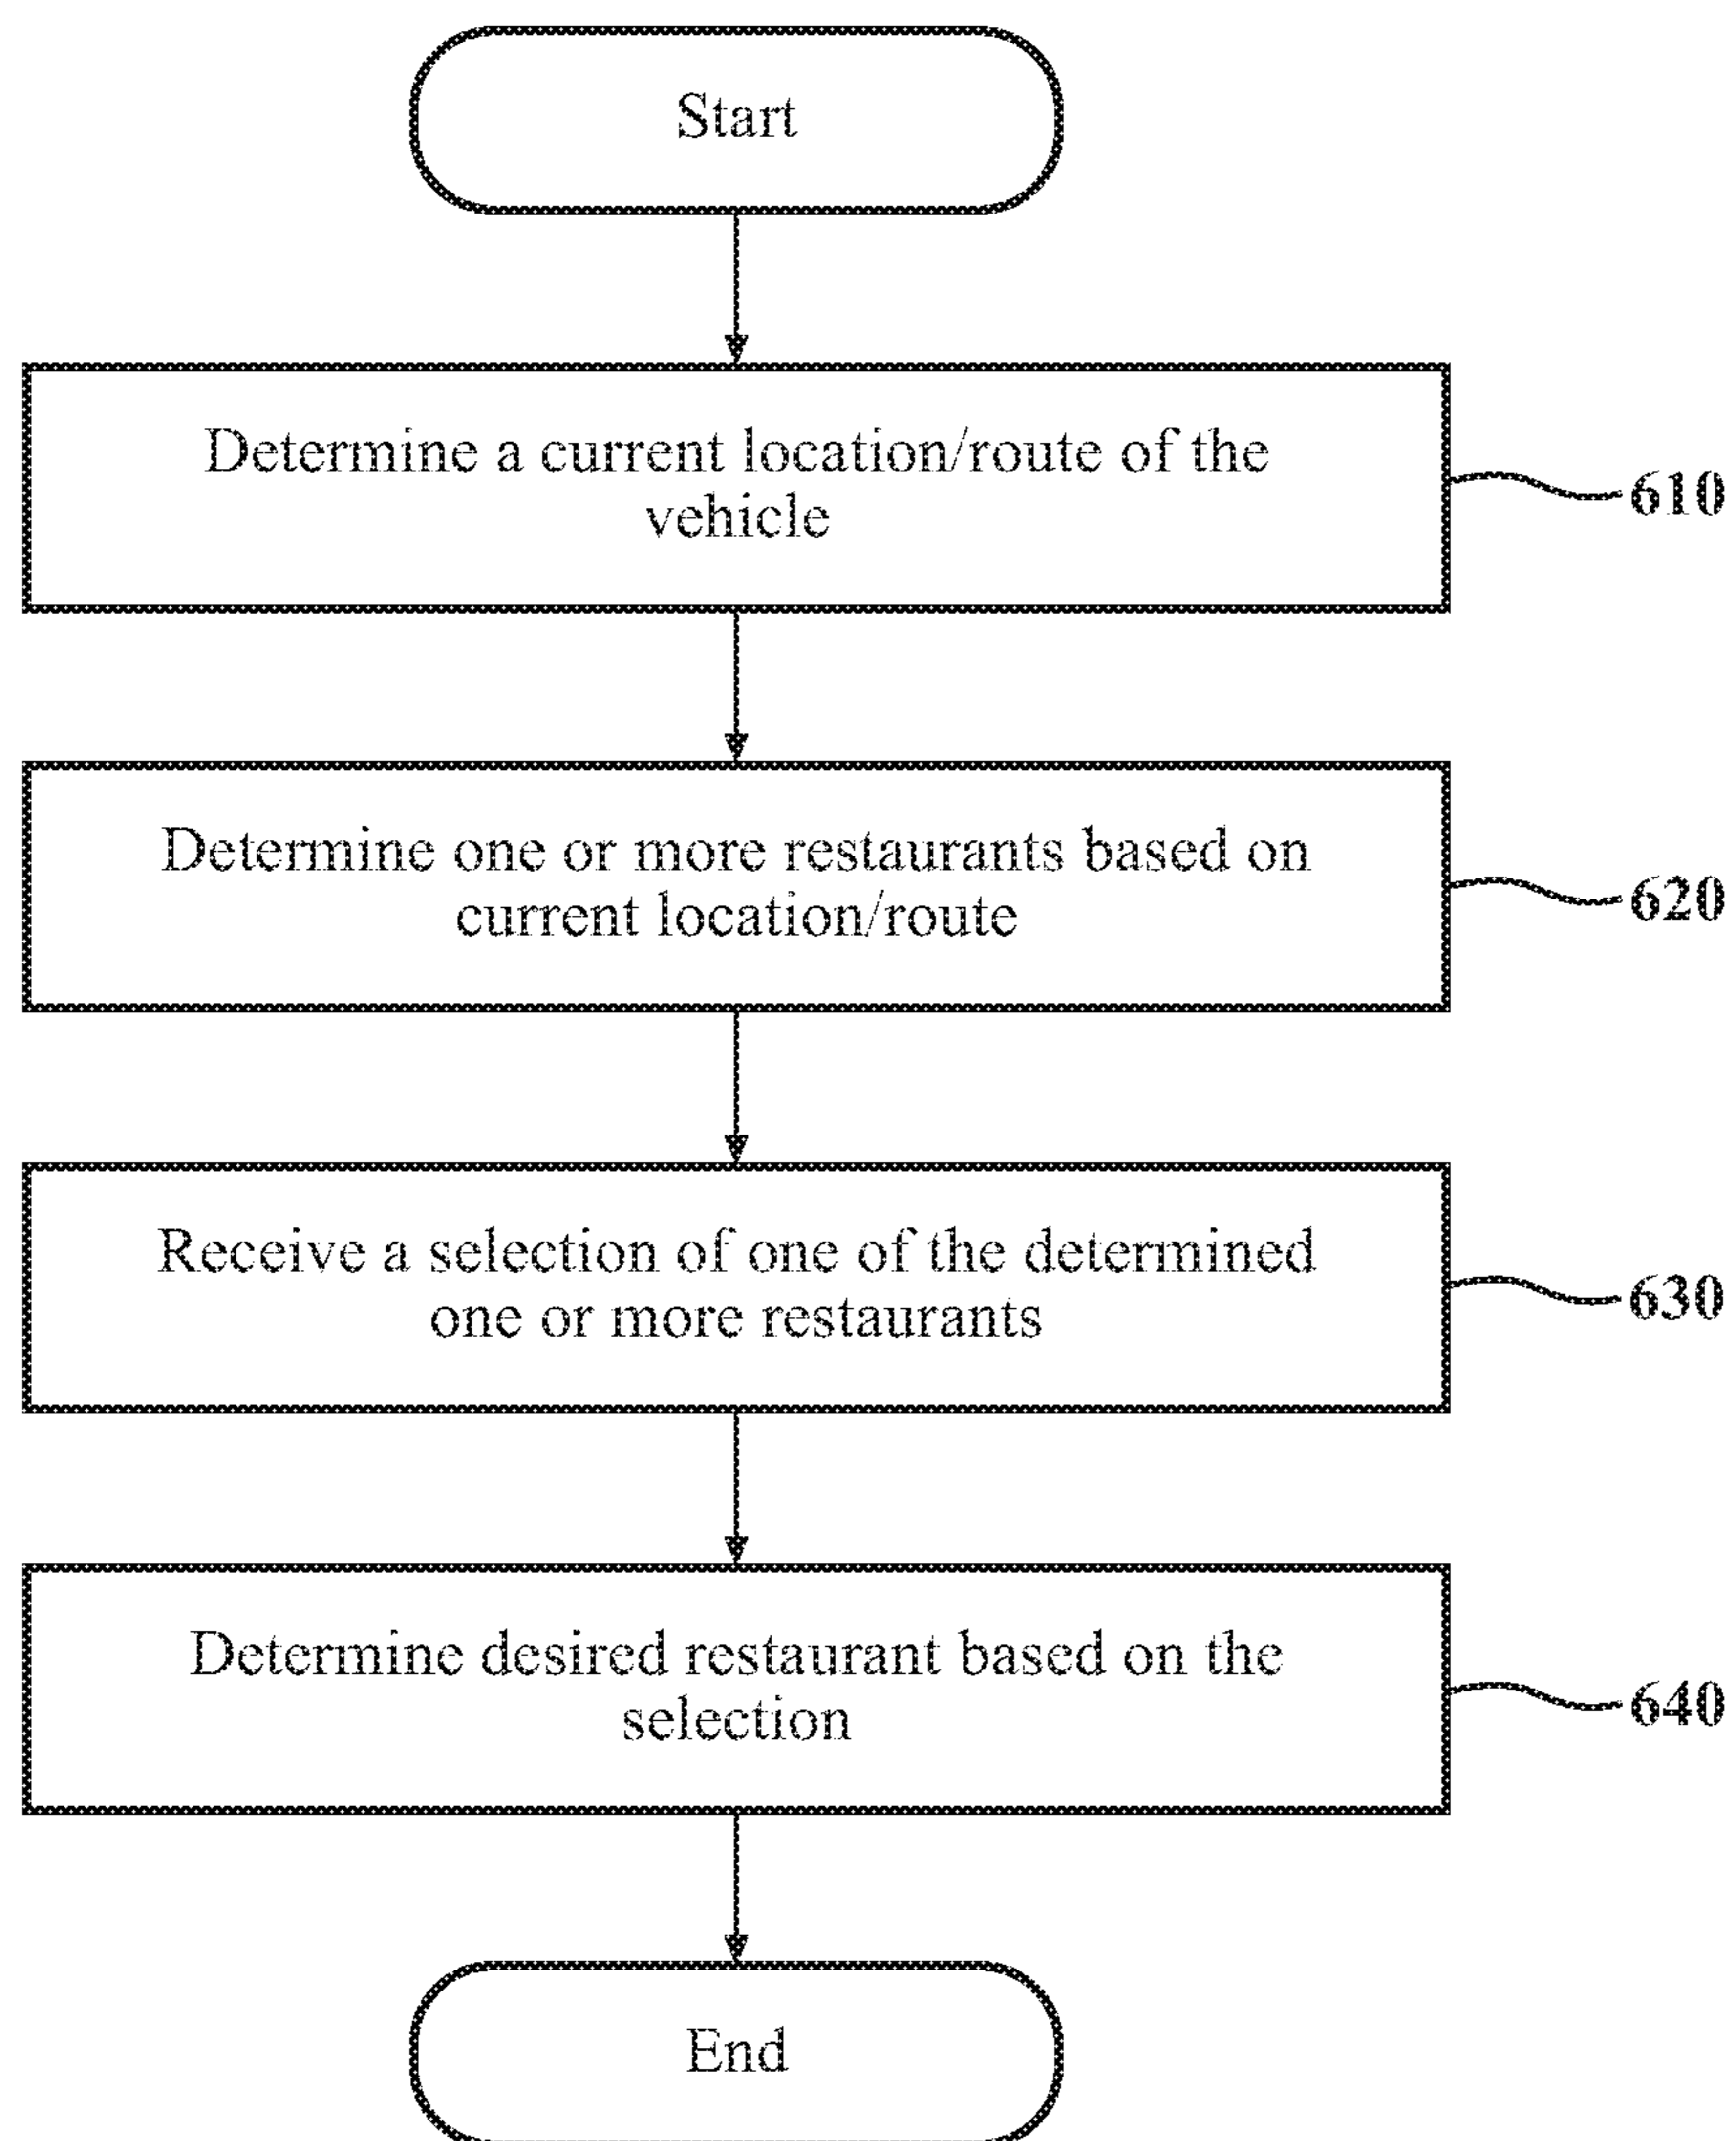 Start
Determine a current location/route of the
vehicle
610
Determine one or more restaurants based on
current location/route
620
Receive a selection of one of the determined
one or more restaurants
630
Determine desired restaurant based on the
selection
640
End